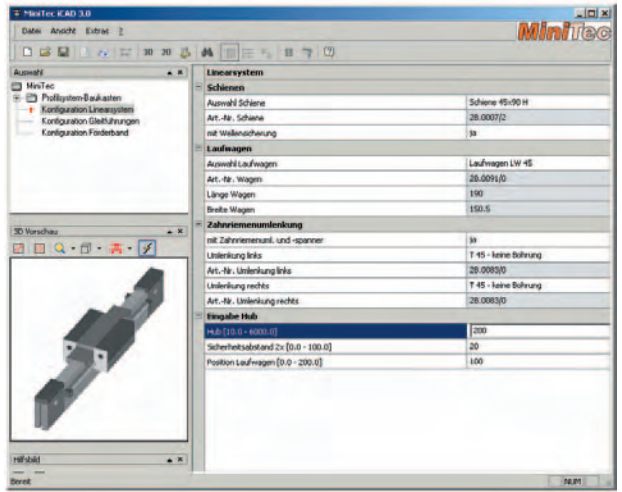 MiniTec iCAD 3.0
Datei Ansicht Extras ?
MiniTec
3D 2D
Auswahl
MiniTec
Profilsystem-Baukasten
Konfiguration Linearsystem
Konfiguration Gleitführungen
Konfiguration Förderband
3D Vorschau
Hilfsbild
Linearsystem
Schienen
Auswahl Schiene Schiene 45x90 H
Art.-Nr. Schiene 28.0007/2
mit Wellensicherung ja
Laufwagen
Auswahl Laufwagen Laufwagen LW 45
Art.-Nr. Wagen 28.0091/0
Länge Wagen 190
Breite Wagen 150.5
Zahnriemenumlenkung
mit Zahnriemenuml. und -spanner ja
Umlenkung links T 45 - keine Bohrung
Art.-Nr. Umlenkung links 28.0083/0
Umlenkung rechts T 45 - keine Bohrung
Art.-Nr. Umlenkung rechts 28.0083/0
Eingabe Hub
Hub [10.0 - 6000.0] 200
Sicherheitsabstand 2x [0.0 - 100.0] 20
Position Laufwagen [0.0 - 200.0] 100
Bereit
NUM